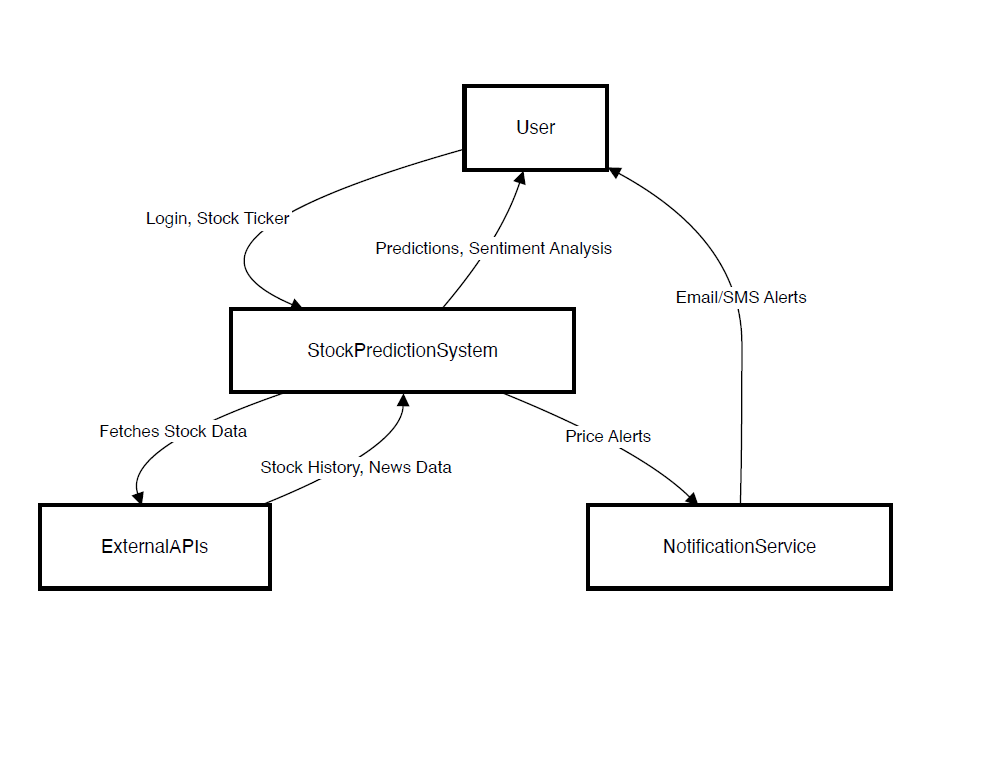 User
Login, Stock Ticker
Predictions, Sentiment Analysis
Email/SMS Alerts
StockPredictionSystem
Fetches Stock Data
Price Alerts
Stock History, News Data
ExternalAPIs
NotificationService